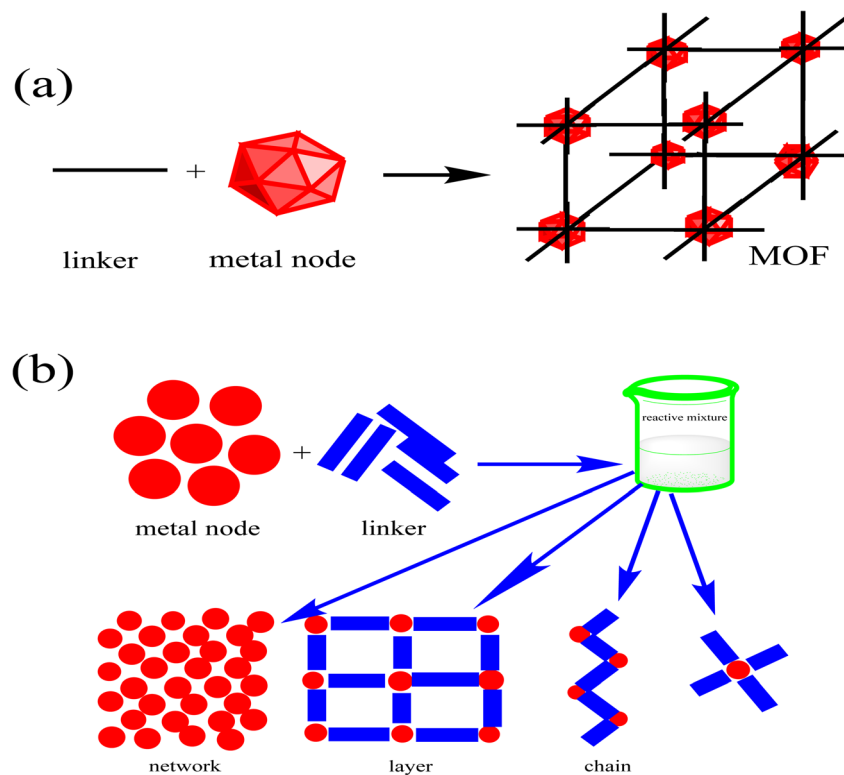 (a)
+
linker
metal node
MOF
(b)
reactive mixture
+
metal node
linker
network
layer
chain